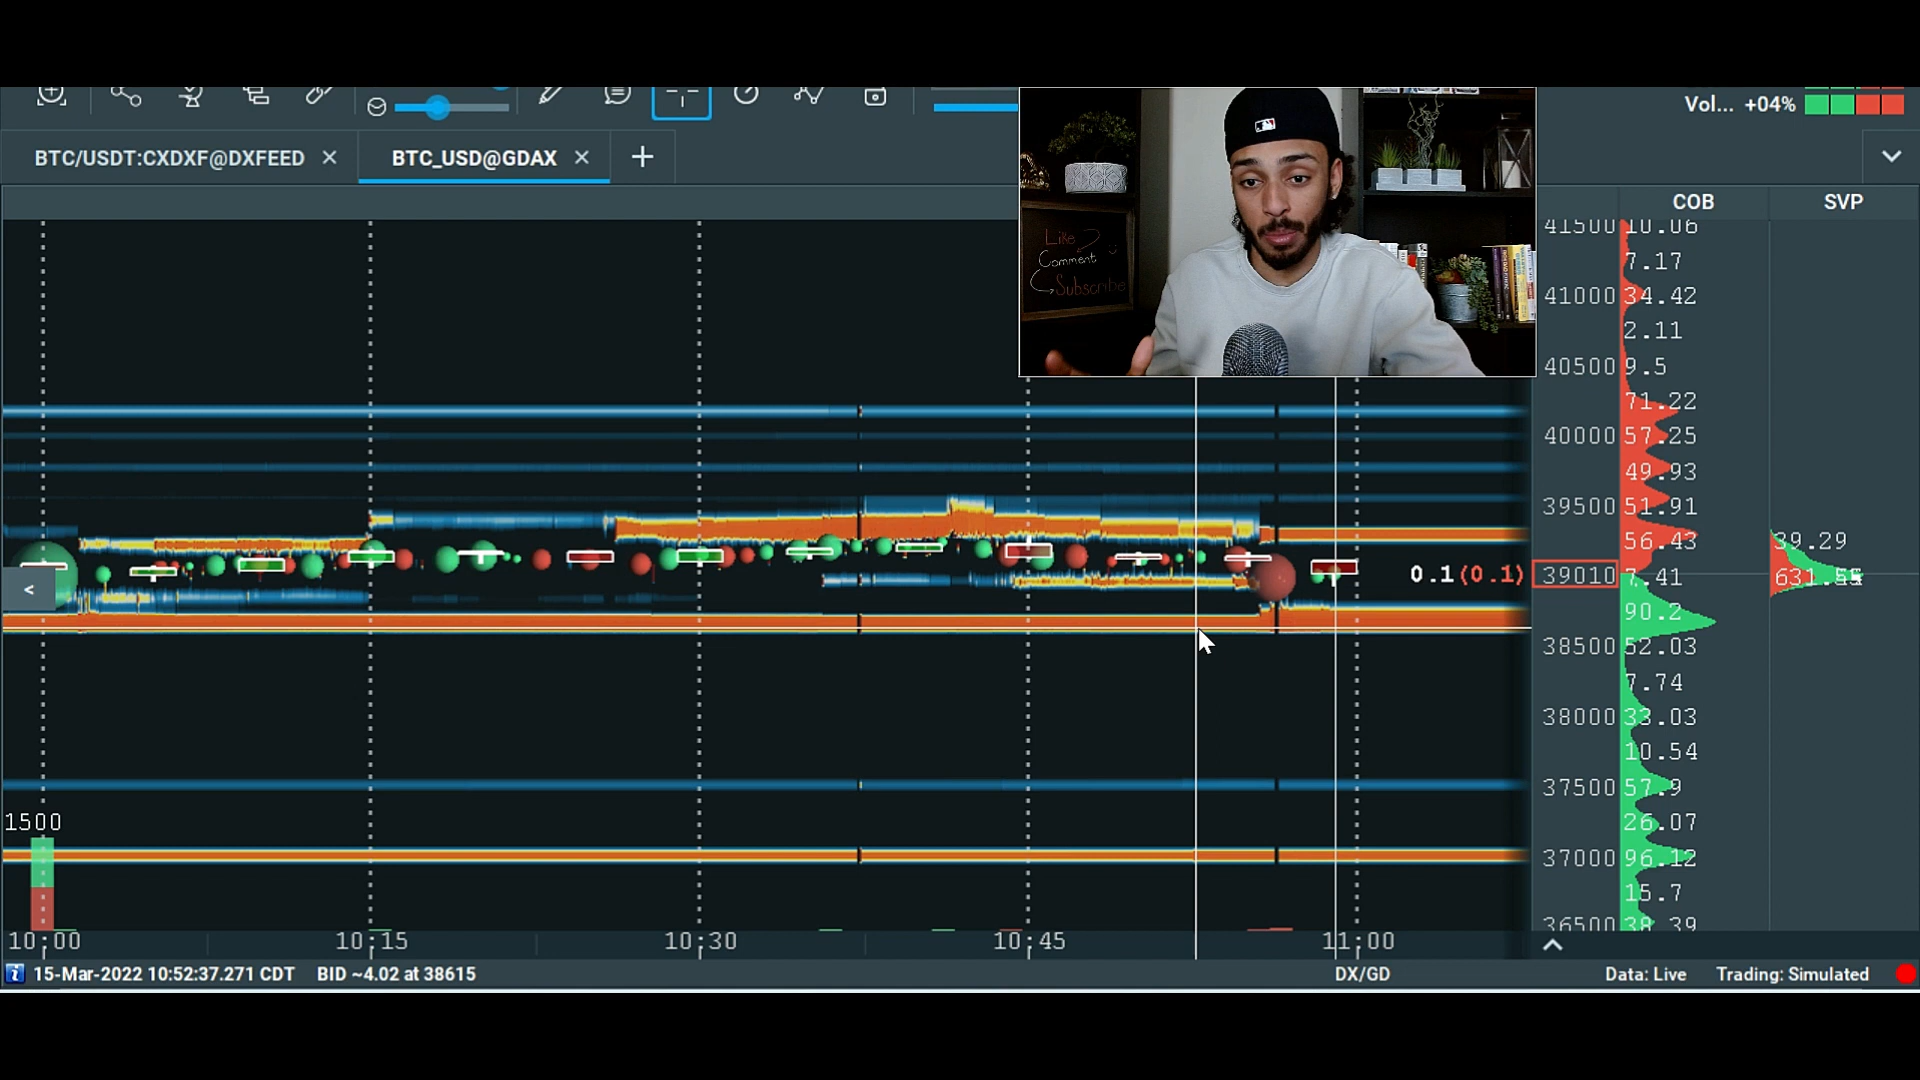 Vol... +04%
BTC/USDT:CXDXF@DXFEED
BTC_USD@GDAX
COB
SVP
Like
Comment
Subscribe
41500 10.06
7.17
41000 34.42
2.11
40500 9.5
71.22
40000 57.25
49.93
39500 51.91
56.43 39.29
0.1(0.1) 39010 7.41
90.2
38500 52.03
7.74
38000 33.03
10.54
37500 57.9
1500 26.07
37000 96.12
15.7
36500 38.39
10:00 10:15 10:30 10:45 11:00
15-Mar-2022 10:52:37.271 CDT BID ~4.02 at 38615 DX/GD Data: Live Trading: Simulated